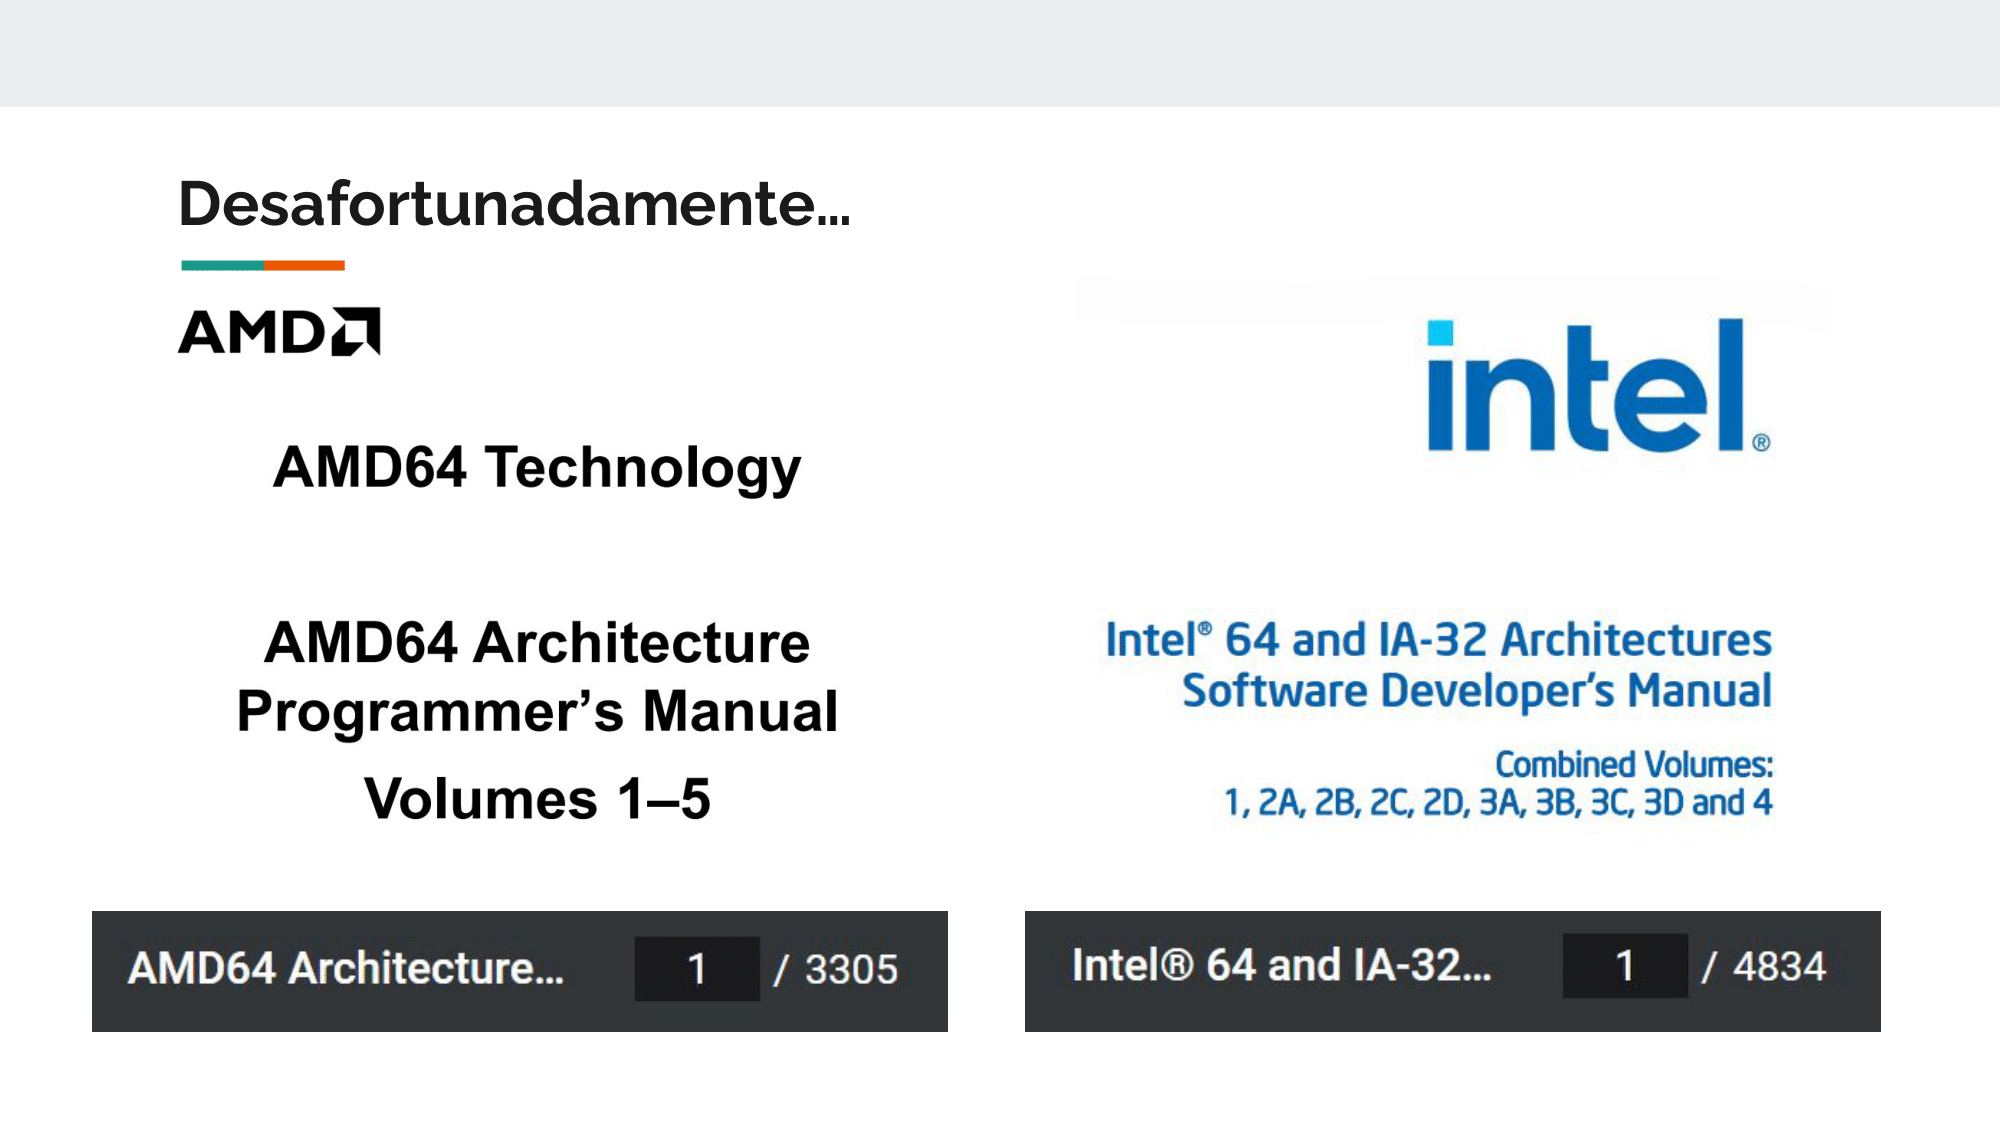 Desafortunadamente…
AMD
AMD64 Technology
AMD64 Architecture
Programmer’s Manual
Volumes 1–5
AMD64 Architecture… 1 / 3305
intel®
Intel® 64 and IA-32 Architectures
Software Developer’s Manual
Combined Volumes:
1, 2A, 2B, 2C, 2D, 3A, 3B, 3C, 3D and 4
Intel® 64 and IA-32… 1 / 4834